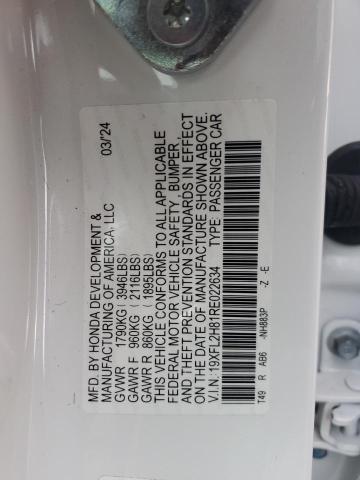 MFD. BY HONDA DEVELOPMENT &
MANUFACTURING OF AMERICA, LLC 03/'24
GVWR 1790KG (3946LBS)
GAWR F 960KG (2116LBS)
GAWR R 860KG (1895LBS)
THIS VEHICLE CONFORMS TO ALL APPLICABLE
FEDERAL MOTOR VEHICLE SAFETY, BUMPER,
AND THEFT PREVENTION STANDARDS IN EFFECT
ON THE DATE OF MANUFACTURE SHOWN ABOVE.
V.I.N: 19XFL2H81RE022634 TYPE: PASSENGER CAR
T49 R AB6 -NH883P -Z -E